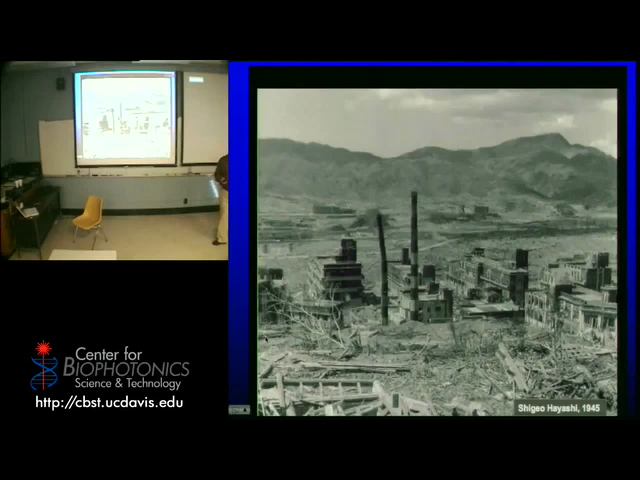 Center for
BIOPHOTONICS
Science & Technology
http://cbst.ucdavis.edu
Shigeo Hayashi, 1945